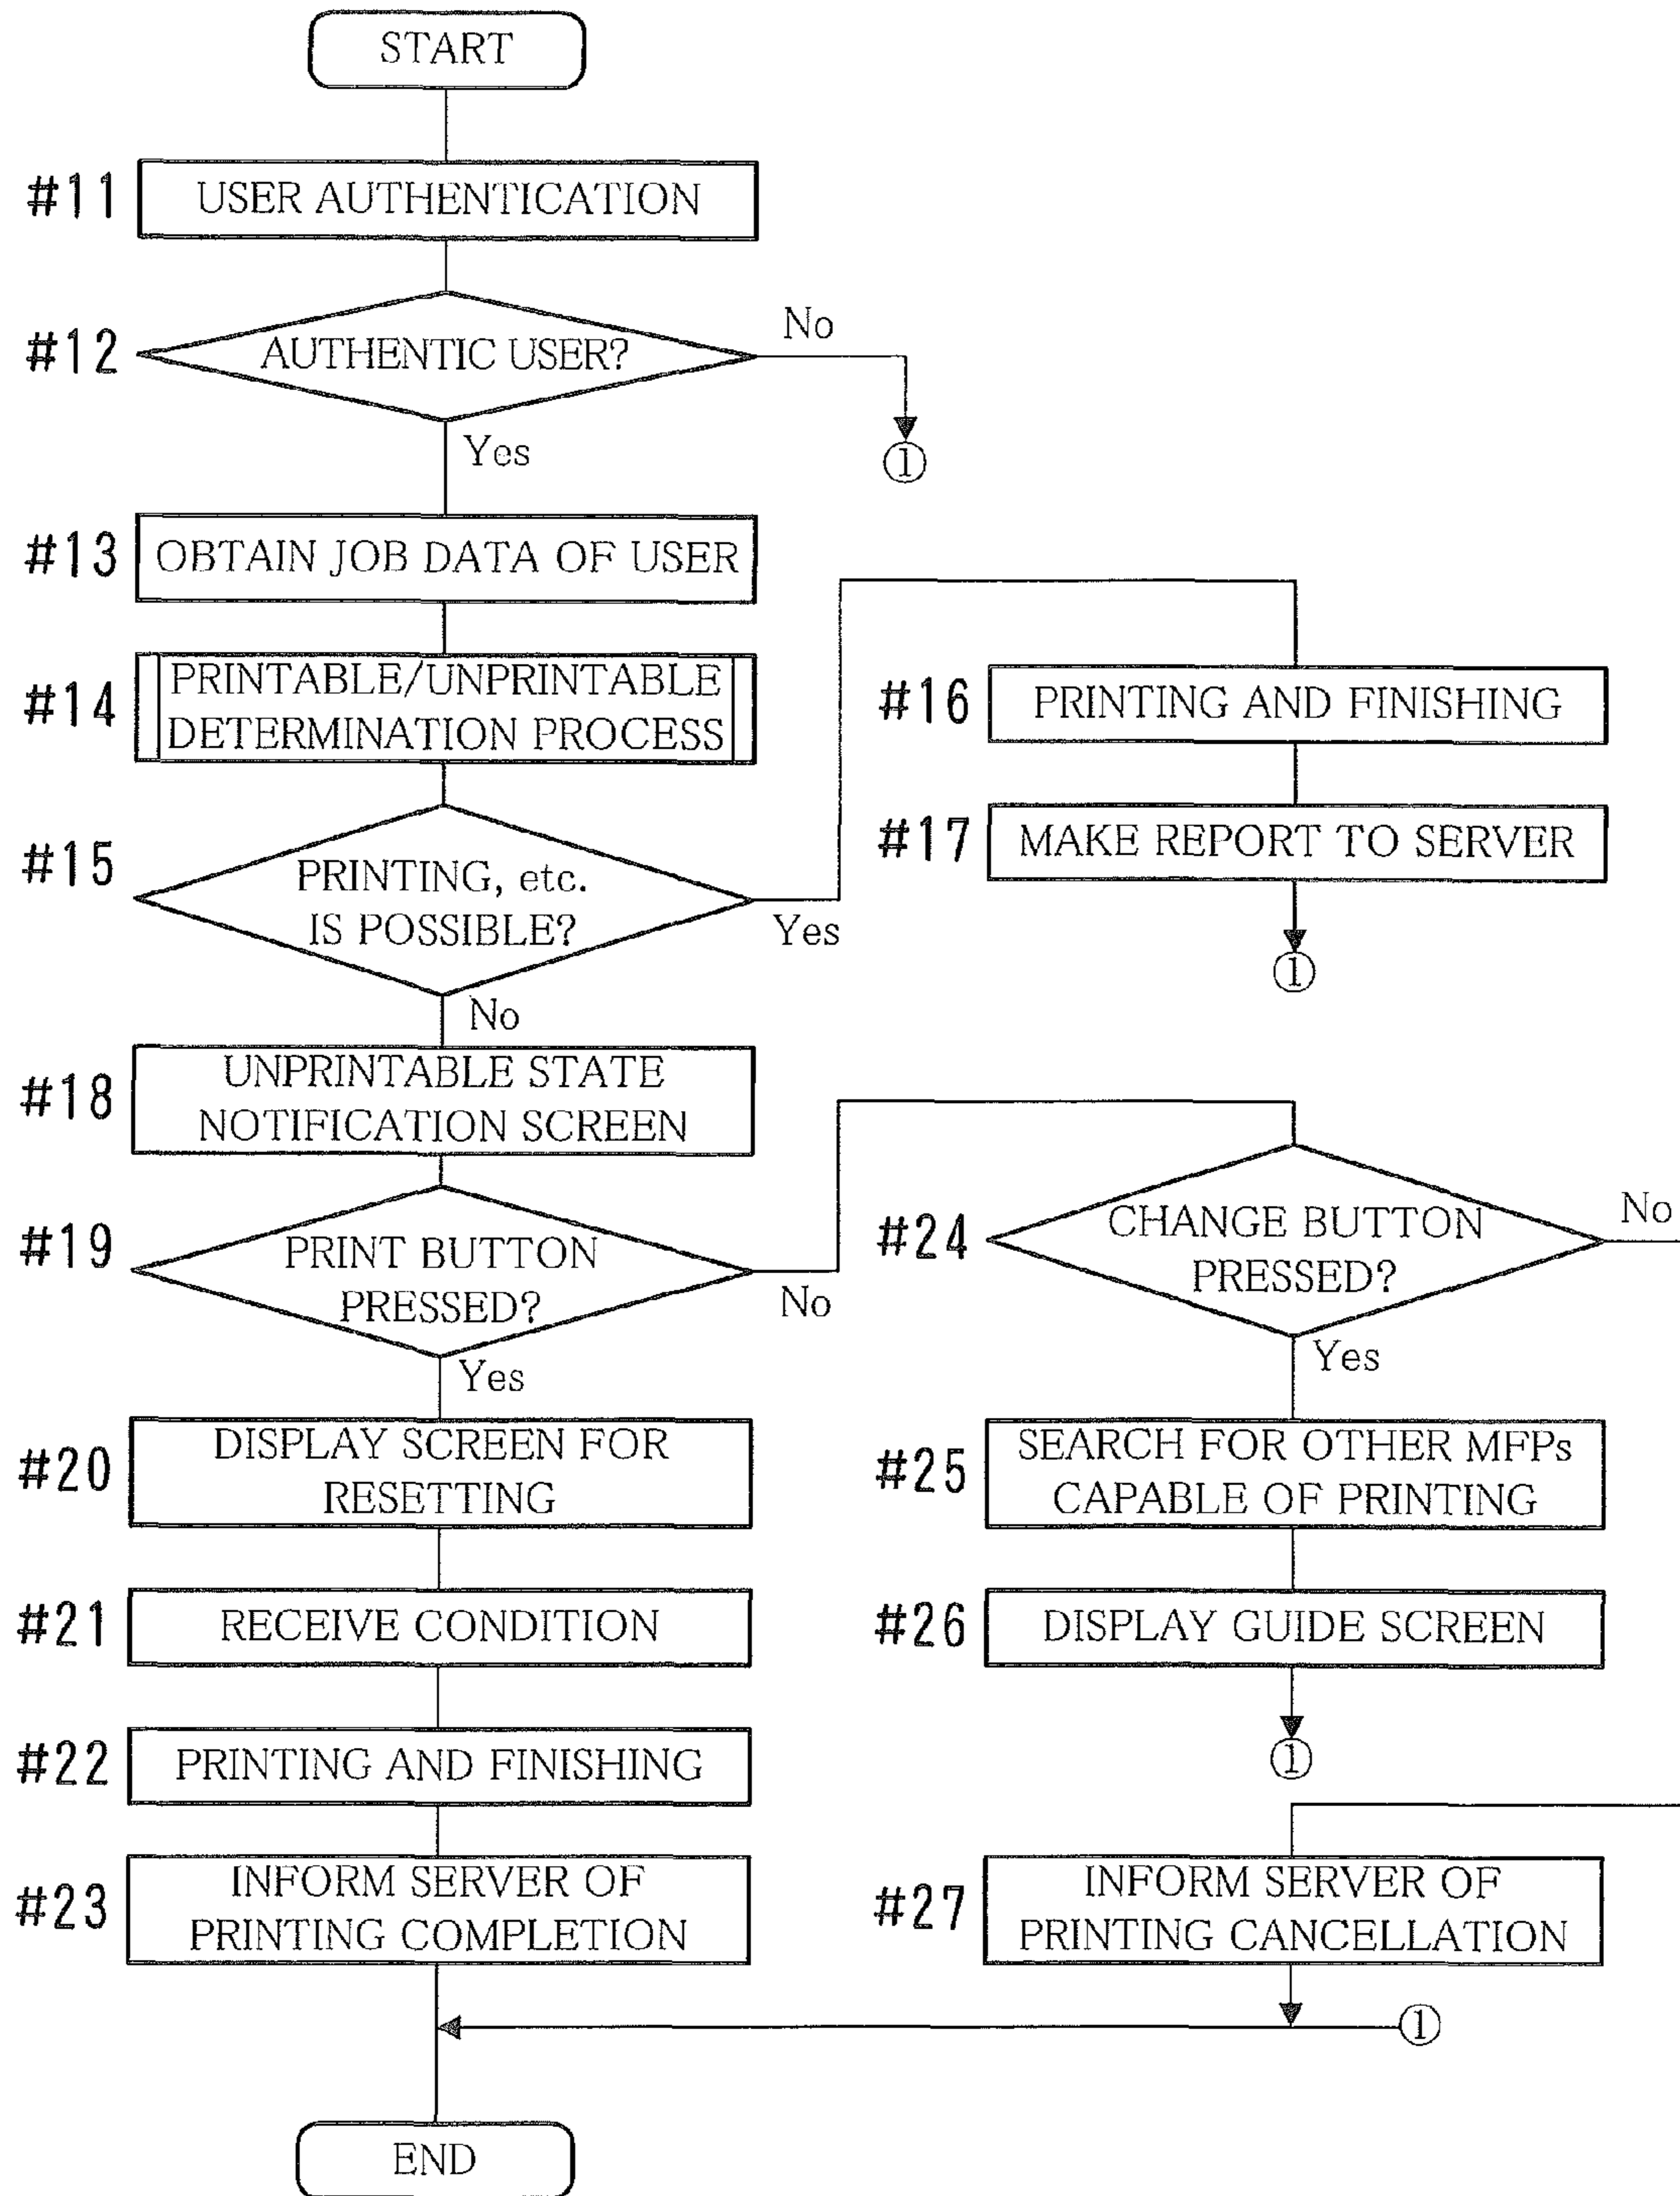 START
#11
USER AUTHENTICATION
#12
AUTHENTIC USER?
No
①
Yes
#13
OBTAIN JOB DATA OF USER
#14
PRINTABLE/UNPRINTABLE
DETERMINATION PROCESS
#15
PRINTING, etc.
IS POSSIBLE?
Yes
#16
PRINTING AND FINISHING
#17
MAKE REPORT TO SERVER
①
No
#18
UNPRINTABLE STATE
NOTIFICATION SCREEN
#19
PRINT BUTTON
PRESSED?
No
Yes
#20
DISPLAY SCREEN FOR
RESETTING
#21
RECEIVE CONDITION
#22
PRINTING AND FINISHING
#23
INFORM SERVER OF
PRINTING COMPLETION
#24
CHANGE BUTTON
PRESSED?
No
Yes
#25
SEARCH FOR OTHER MFPs
CAPABLE OF PRINTING
#26
DISPLAY GUIDE SCREEN
①
#27
INFORM SERVER OF
PRINTING CANCELLATION
①
END